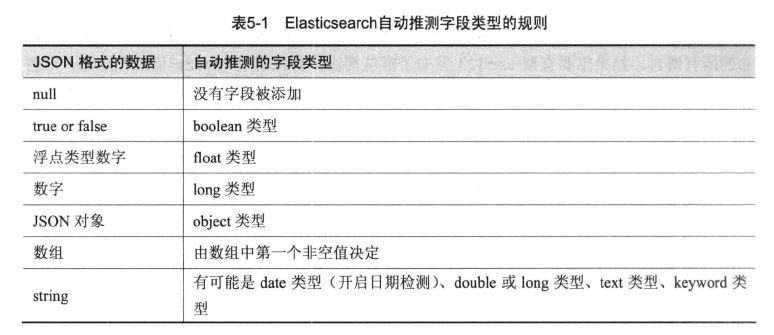 表5-1 Elasticsearch自动推测字段类型的规则
JSON 格式的数据 自动推测的字段类型
null 没有字段被添加
true or false boolean 类型
浮点类型数字 float 类型
数字 long 类型
JSON 对象 object 类型
数组 由数组中第一个非空值决定
string 有可能是 date 类型（开启日期检测）、double 或 long 类型、text 类型、keyword 类
型